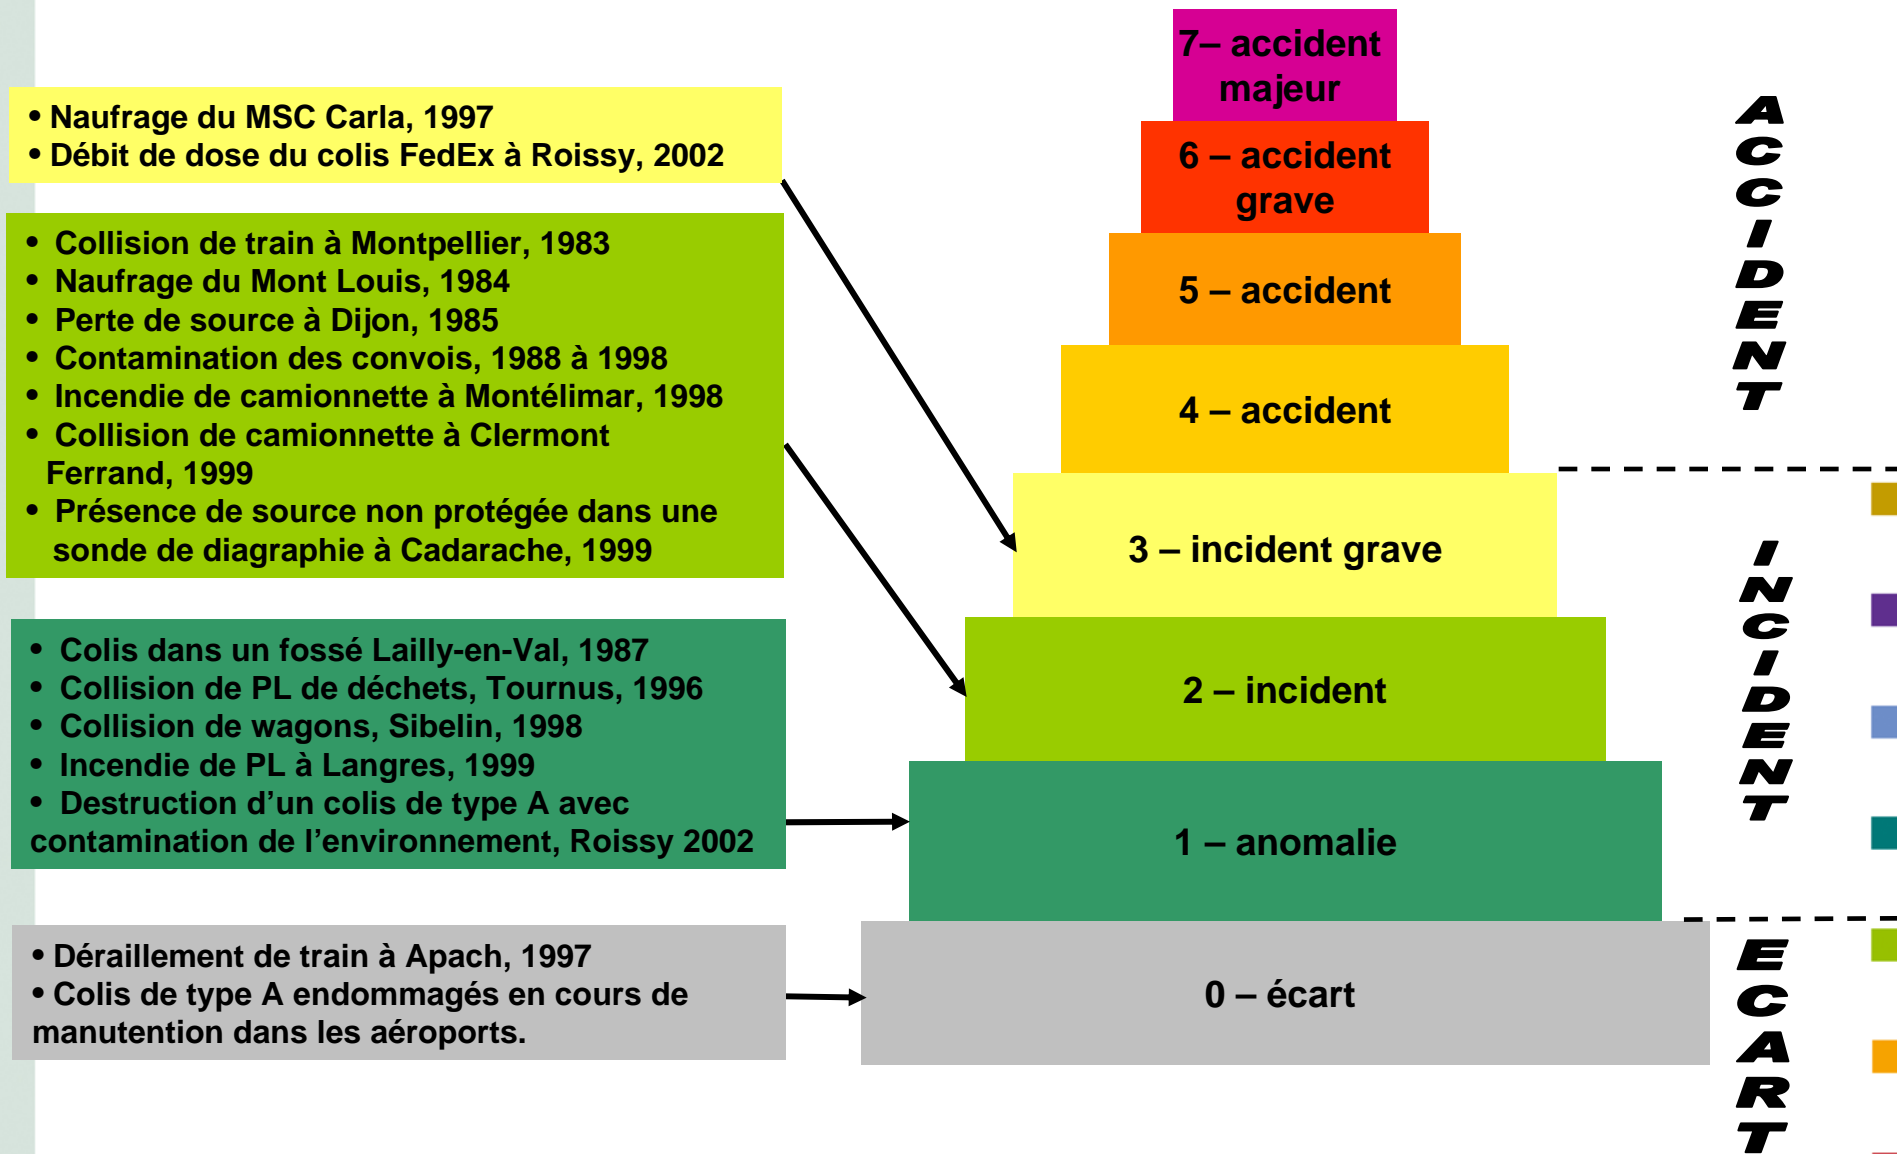 • Naufrage du MSC Carla, 1997
• Débit de dose du colis FedEx à Roissy, 2002
• Collision de train à Montpellier, 1983
• Naufrage du Mont Louis, 1984
• Perte de source à Dijon, 1985
• Contamination des convois, 1988 à 1998
• Incendie de camionnette à Montélimar, 1998
• Collision de camionnette à Clermont
Ferrand, 1999
• Présence de source non protégée dans une
sonde de diagraphie à Cadarache, 1999
• Colis dans un fossé Lailly-en-Val, 1987
• Collision de PL de déchets, Tournus, 1996
• Collision de wagons, Sibelin, 1998
• Incendie de PL à Langres, 1999
• Destruction d’un colis de type A avec
contamination de l’environnement, Roissy 2002
• Déraillement de train à Apach, 1997
• Colis de type A endommagés en cours de
manutention dans les aéroports.
7– accident
majeur
6 – accident
grave
5 – accident
4 – accident
3 – incident grave
2 – incident
1 – anomalie
0 – écart
ACCIDENT
INCIDENT
ECART